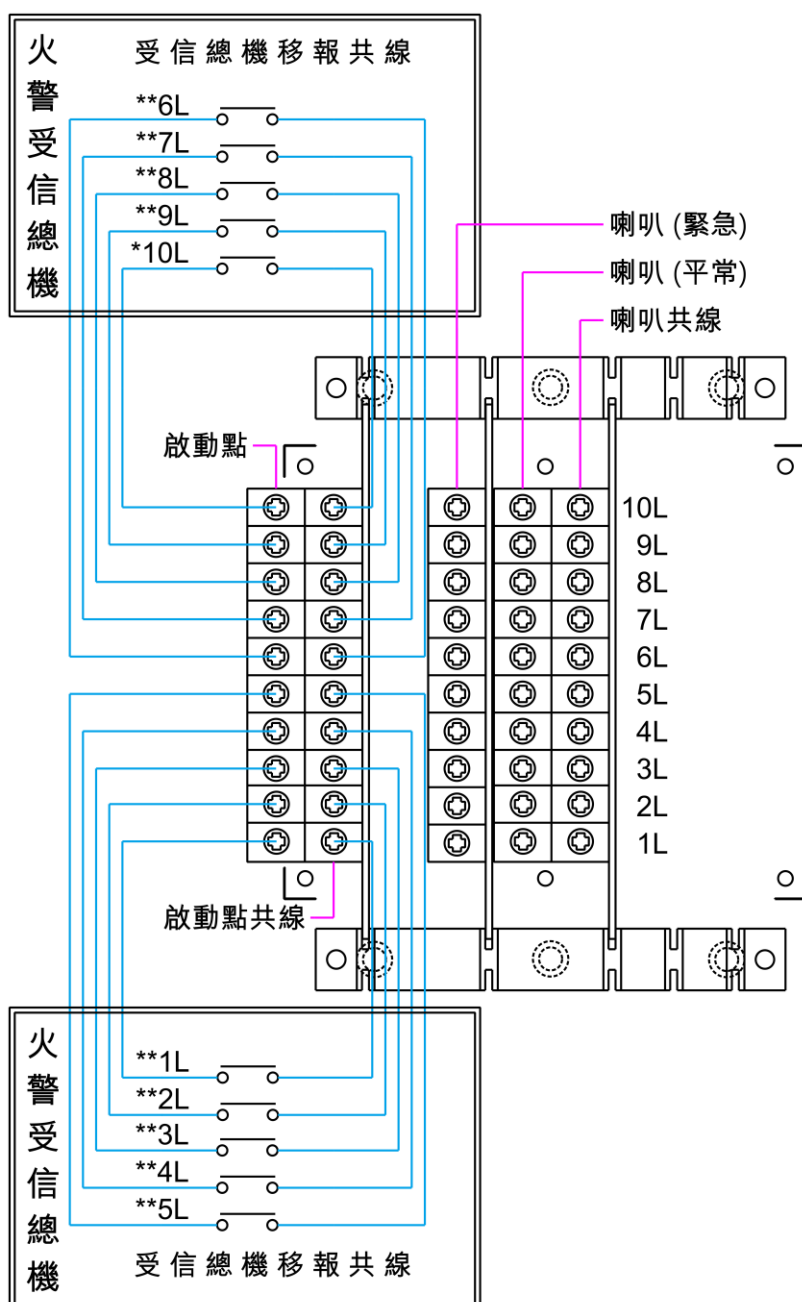 火警受信總機
受信總機移報共線
**6L
**7L
**8L
**9L
*10L
喇叭 (緊急)
喇叭 (平常)
喇叭共線
啟動點
10L
9L
8L
7L
6L
5L
4L
3L
2L
1L
啟動點共線
火警受信總機
**1L
**2L
**3L
**4L
**5L
受信總機移報共線